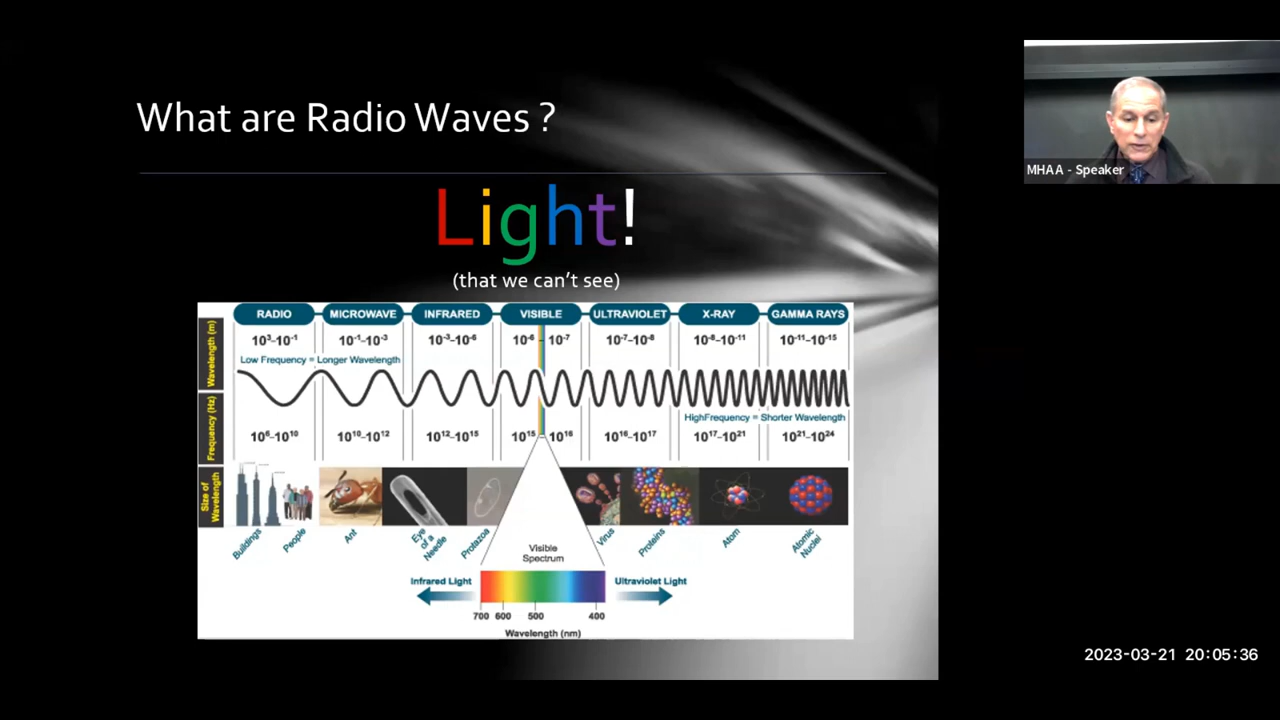 What are Radio Waves ?
Light!
(that we can't see)
RADIO MICROWAVE INFRARED VISIBLE ULTRAVIOLET X-RAY GAMMA RAYS
Wavelength (m)
10³–10⁻¹ 10⁻¹–10⁻³ 10⁻³–10⁻⁶ 10⁻⁶ – 10⁻⁷ 10⁻⁷–10⁻⁸ 10⁻⁸–10⁻¹¹ 10⁻¹¹–10⁻¹⁵
Low Frequency = Longer Wavelength
HighFrequency = Shorter Wavelength
Frequency (Hz)
10⁶–10¹⁰ 10¹⁰–10¹² 10¹²–10¹⁵ 10¹⁵ – 10¹⁶ 10¹⁶–10¹⁷ 10¹⁷–10²¹ 10²¹–10²⁴
Size of
Wavelength
Buildings
People
Ant
Eye
of a
Needle
Protazoa
Virus
Proteins
Atom
Atomic
Nuclei
Visible
Spectrum
Infrared Light
Ultraviolet Light
700 600 500 400
Wavelength (nm)
MHAA - Speaker
2023-03-21 20:05:36